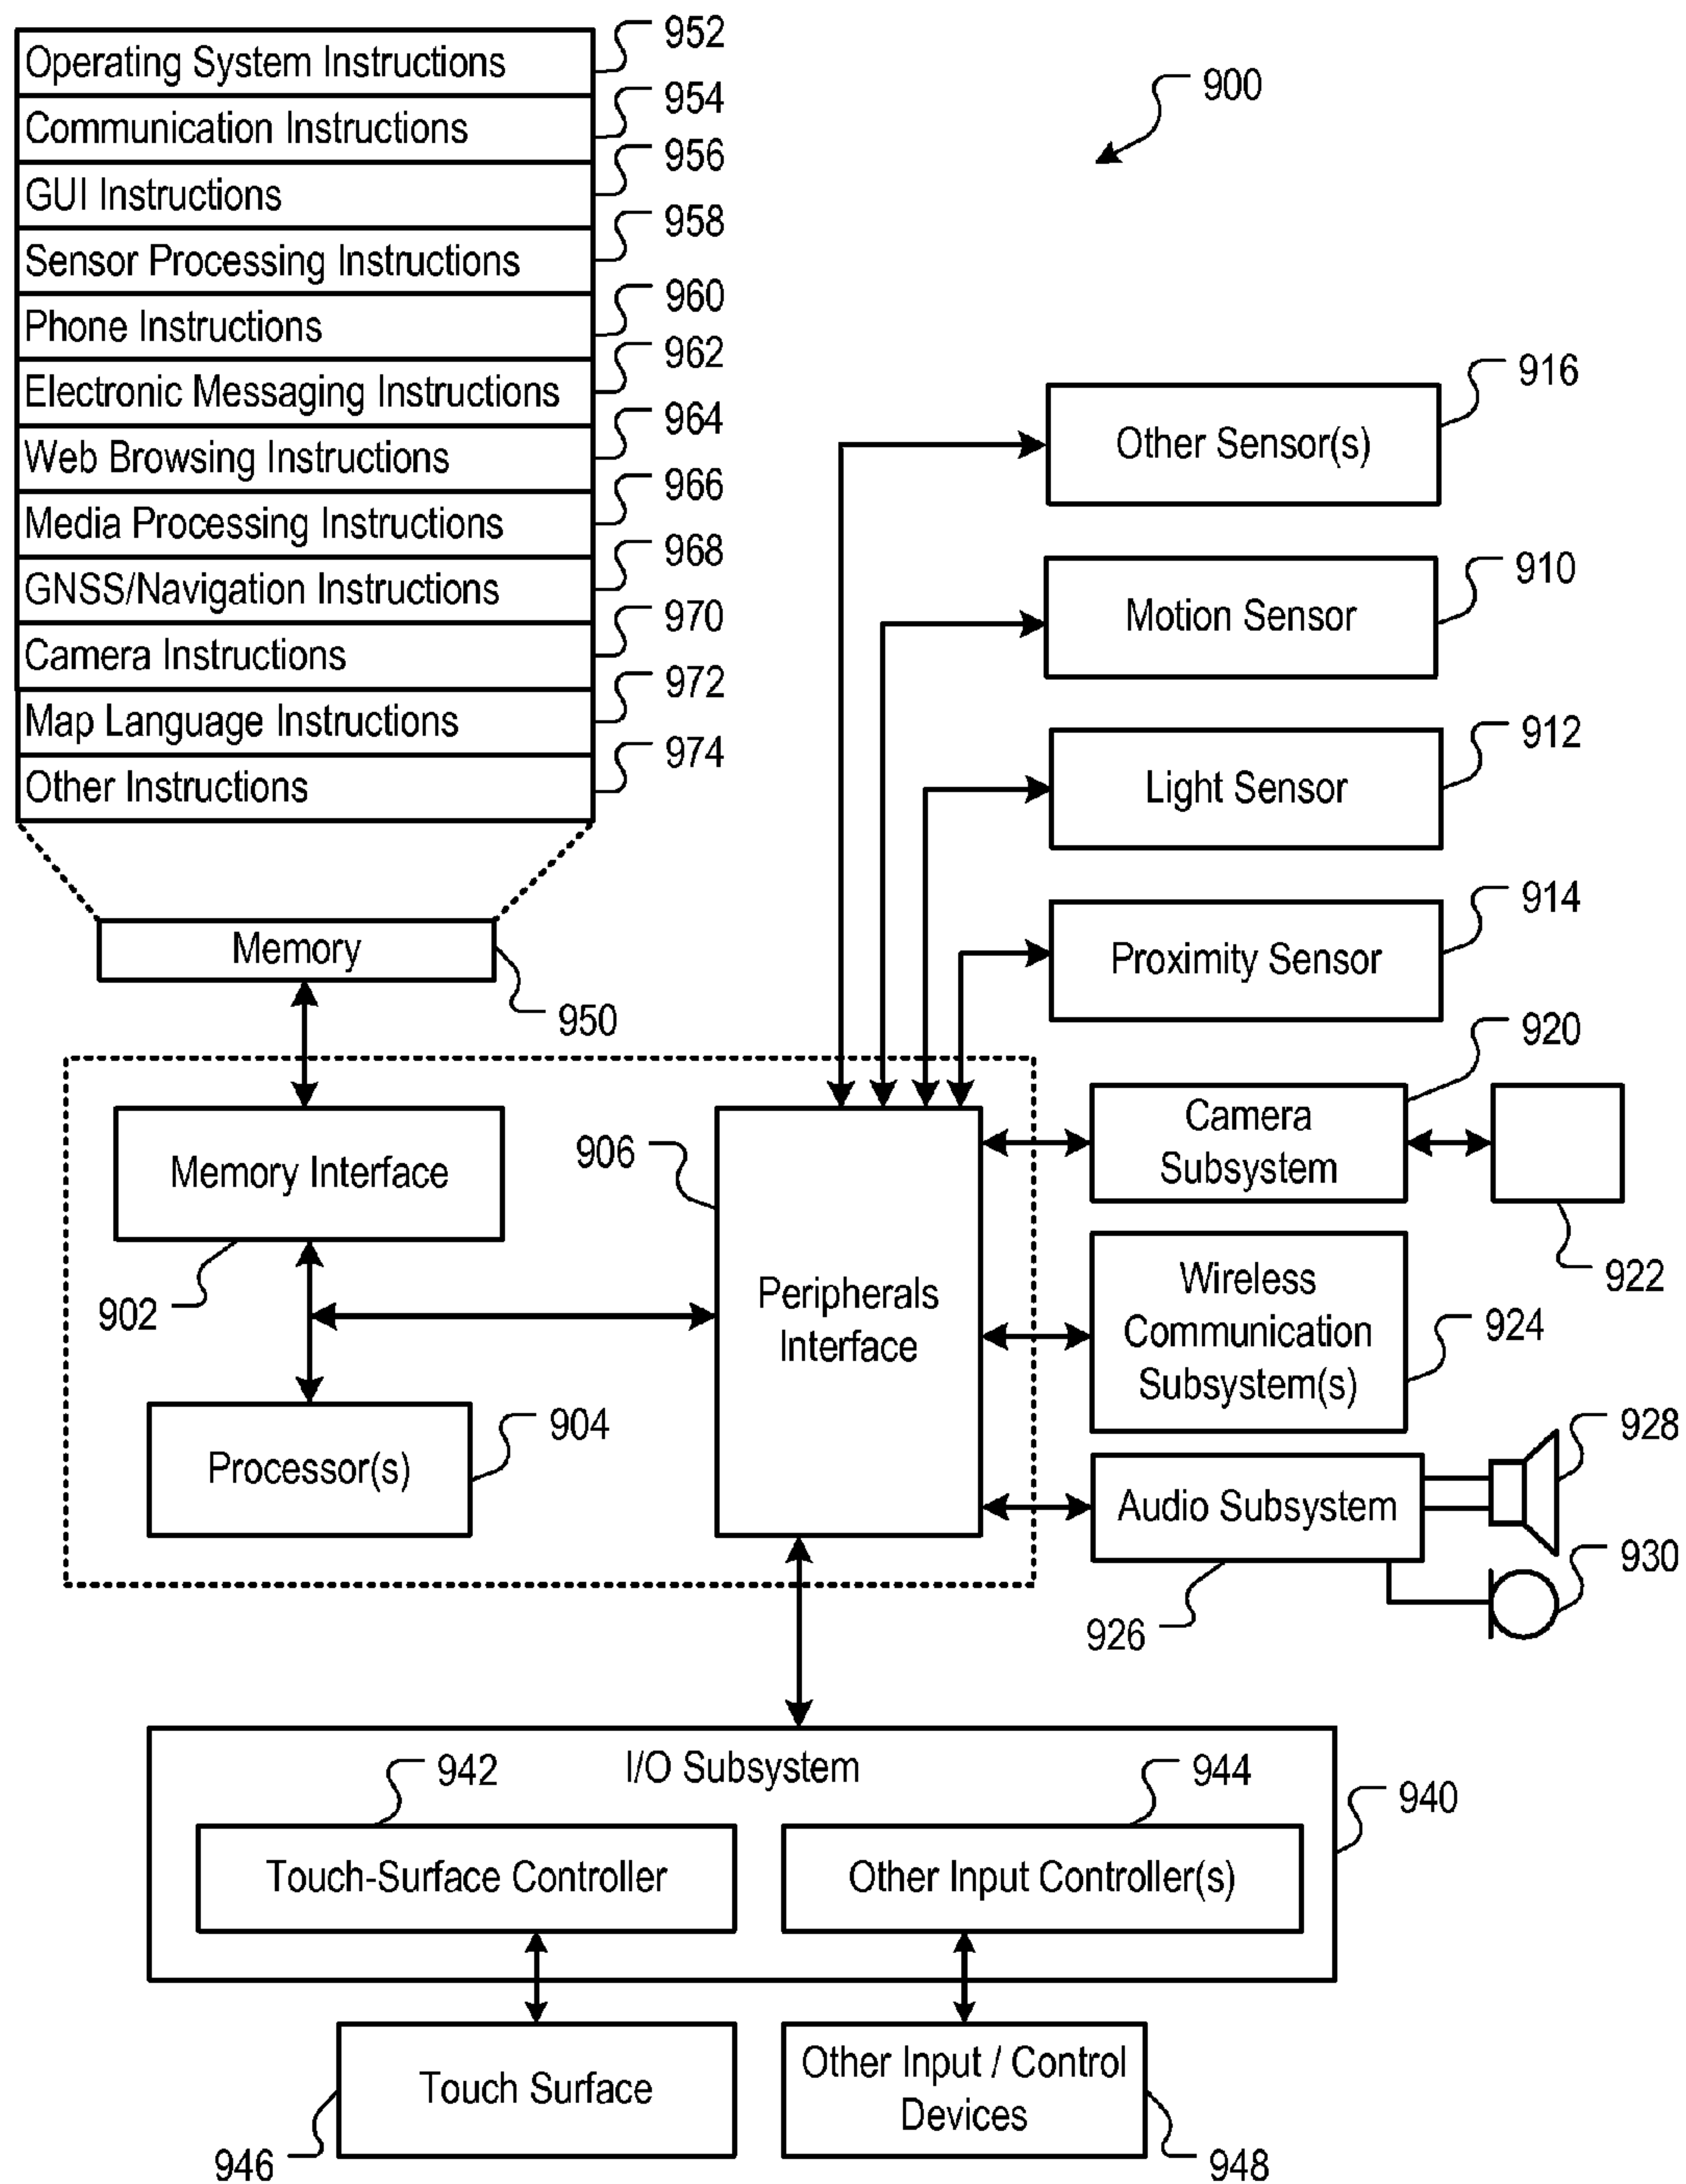 Operating System Instructions
952
Communication Instructions
954
GUI Instructions
956
Sensor Processing Instructions
958
Phone Instructions
960
Electronic Messaging Instructions
962
Web Browsing Instructions
964
Media Processing Instructions
966
GNSS/Navigation Instructions
968
Camera Instructions
970
Map Language Instructions
972
Other Instructions
974
900
Memory
950
Other Sensor(s)
916
Motion Sensor
910
Light Sensor
912
Proximity Sensor
914
Memory Interface
902
Processor(s)
904
906
Peripherals
Interface
Camera
Subsystem
920
922
Wireless
Communication
Subsystem(s)
924
Audio Subsystem
926
928
930
I/O Subsystem
940
942
Touch-Surface Controller
944
Other Input Controller(s)
Touch Surface
946
Other Input / Control
Devices
948